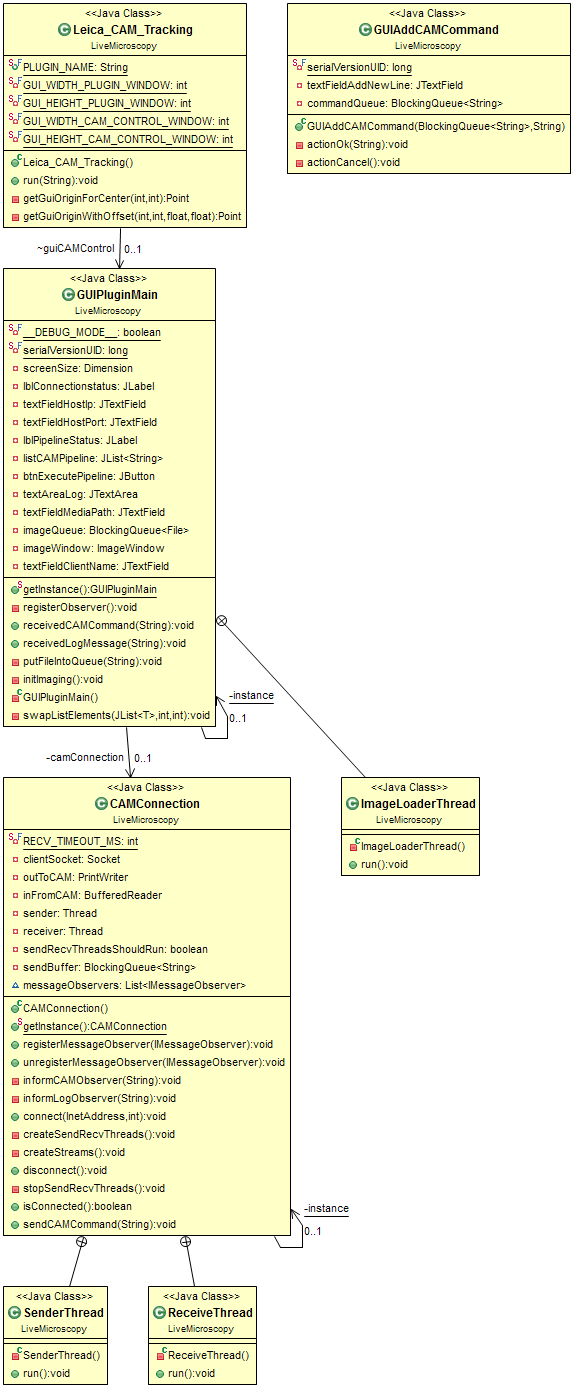 <<Java Class>>
Leica_CAM_Tracking
LiveMicroscopy
PLUGIN_NAME: String
GUI_WIDTH_PLUGIN_WINDOW: int
GUI_HEIGHT_PLUGIN_WINDOW: int
GUI_WIDTH_CAM_CONTROL_WINDOW: int
GUI_HEIGHT_CAM_CONTROL_WINDOW: int
Leica_CAM_Tracking()
run(String):void
getGuiOriginForCenter(int,int):Point
getGuiOriginWithOffset(int,int,float,float):Point
<<Java Class>>
GUIAddCAMCommand
LiveMicroscopy
serialVersionUID: long
textFieldAddNewLine: JTextField
commandQueue: BlockingQueue<String>
GUIAddCAMCommand(BlockingQueue<String>,String)
actionOk(String):void
actionCancel():void
~guiCAMControl
0..1
<<Java Class>>
GUIPluginMain
LiveMicroscopy
__DEBUG_MODE__: boolean
serialVersionUID: long
screenSize: Dimension
lblConnectionstatus: JLabel
textFieldHostIp: JTextField
textFieldHostPort: JTextField
lblPipelineStatus: JLabel
listCAMPipeline: JList<String>
btnExecutePipeline: JButton
textAreaLog: JTextArea
textFieldMediaPath: JTextField
imageQueue: BlockingQueue<File>
imageWindow: ImageWindow
textFieldClientName: JTextField
getInstance():GUIPluginMain
registerObserver():void
receivedCAMCommand(String):void
receivedLogMessage(String):void
putFileIntoQueue(String):void
initImaging():void
GUIPluginMain()
swapListElements(JList<T>,int,int):void
-instance
0..1
-camConnection
0..1
<<Java Class>>
CAMConnection
LiveMicroscopy
RECV_TIMEOUT_MS: int
clientSocket: Socket
outToCAM: PrintWriter
inFromCAM: BufferedReader
sender: Thread
receiver: Thread
sendRecvThreadsShouldRun: boolean
sendBuffer: BlockingQueue<String>
messageObservers: List<IMessageObserver>
CAMConnection()
getInstance():CAMConnection
registerMessageObserver(IMessageObserver):void
unregisterMessageObserver(IMessageObserver):void
informCAMObserver(String):void
informLogObserver(String):void
connect(InetAddress,int):void
createSendRecvThreads():void
createStreams():void
disconnect():void
stopSendRecvThreads():void
isConnected():boolean
sendCAMCommand(String):void
<<Java Class>>
ImageLoaderThread
LiveMicroscopy
ImageLoaderThread()
run():void
-instance
0..1
<<Java Class>>
SenderThread
LiveMicroscopy
SenderThread()
run():void
<<Java Class>>
ReceiveThread
LiveMicroscopy
ReceiveThread()
run():void